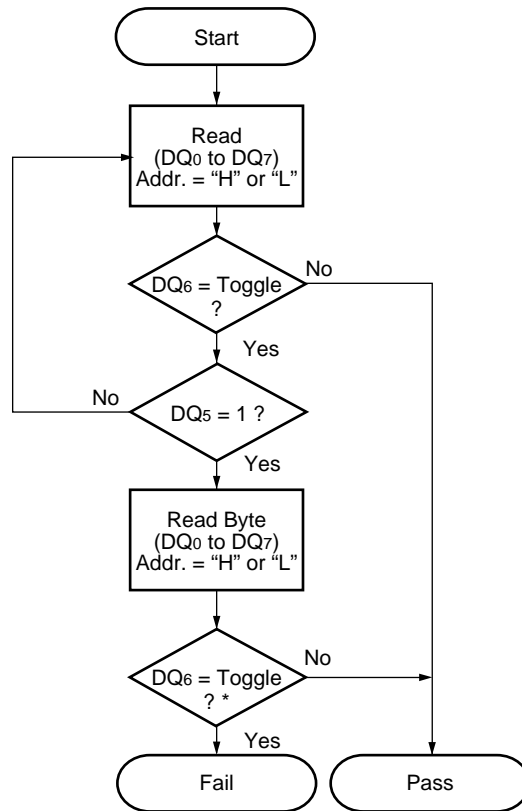 Start
Read
(DQ0 to DQ7)
Addr. = “H” or “L”
DQ6 = Toggle
?
No
Yes
DQ5 = 1 ?
No
Yes
Read Byte
(DQ0 to DQ7)
Addr. = “H” or “L”
DQ6 = Toggle
? *
No
Yes
Fail
Pass